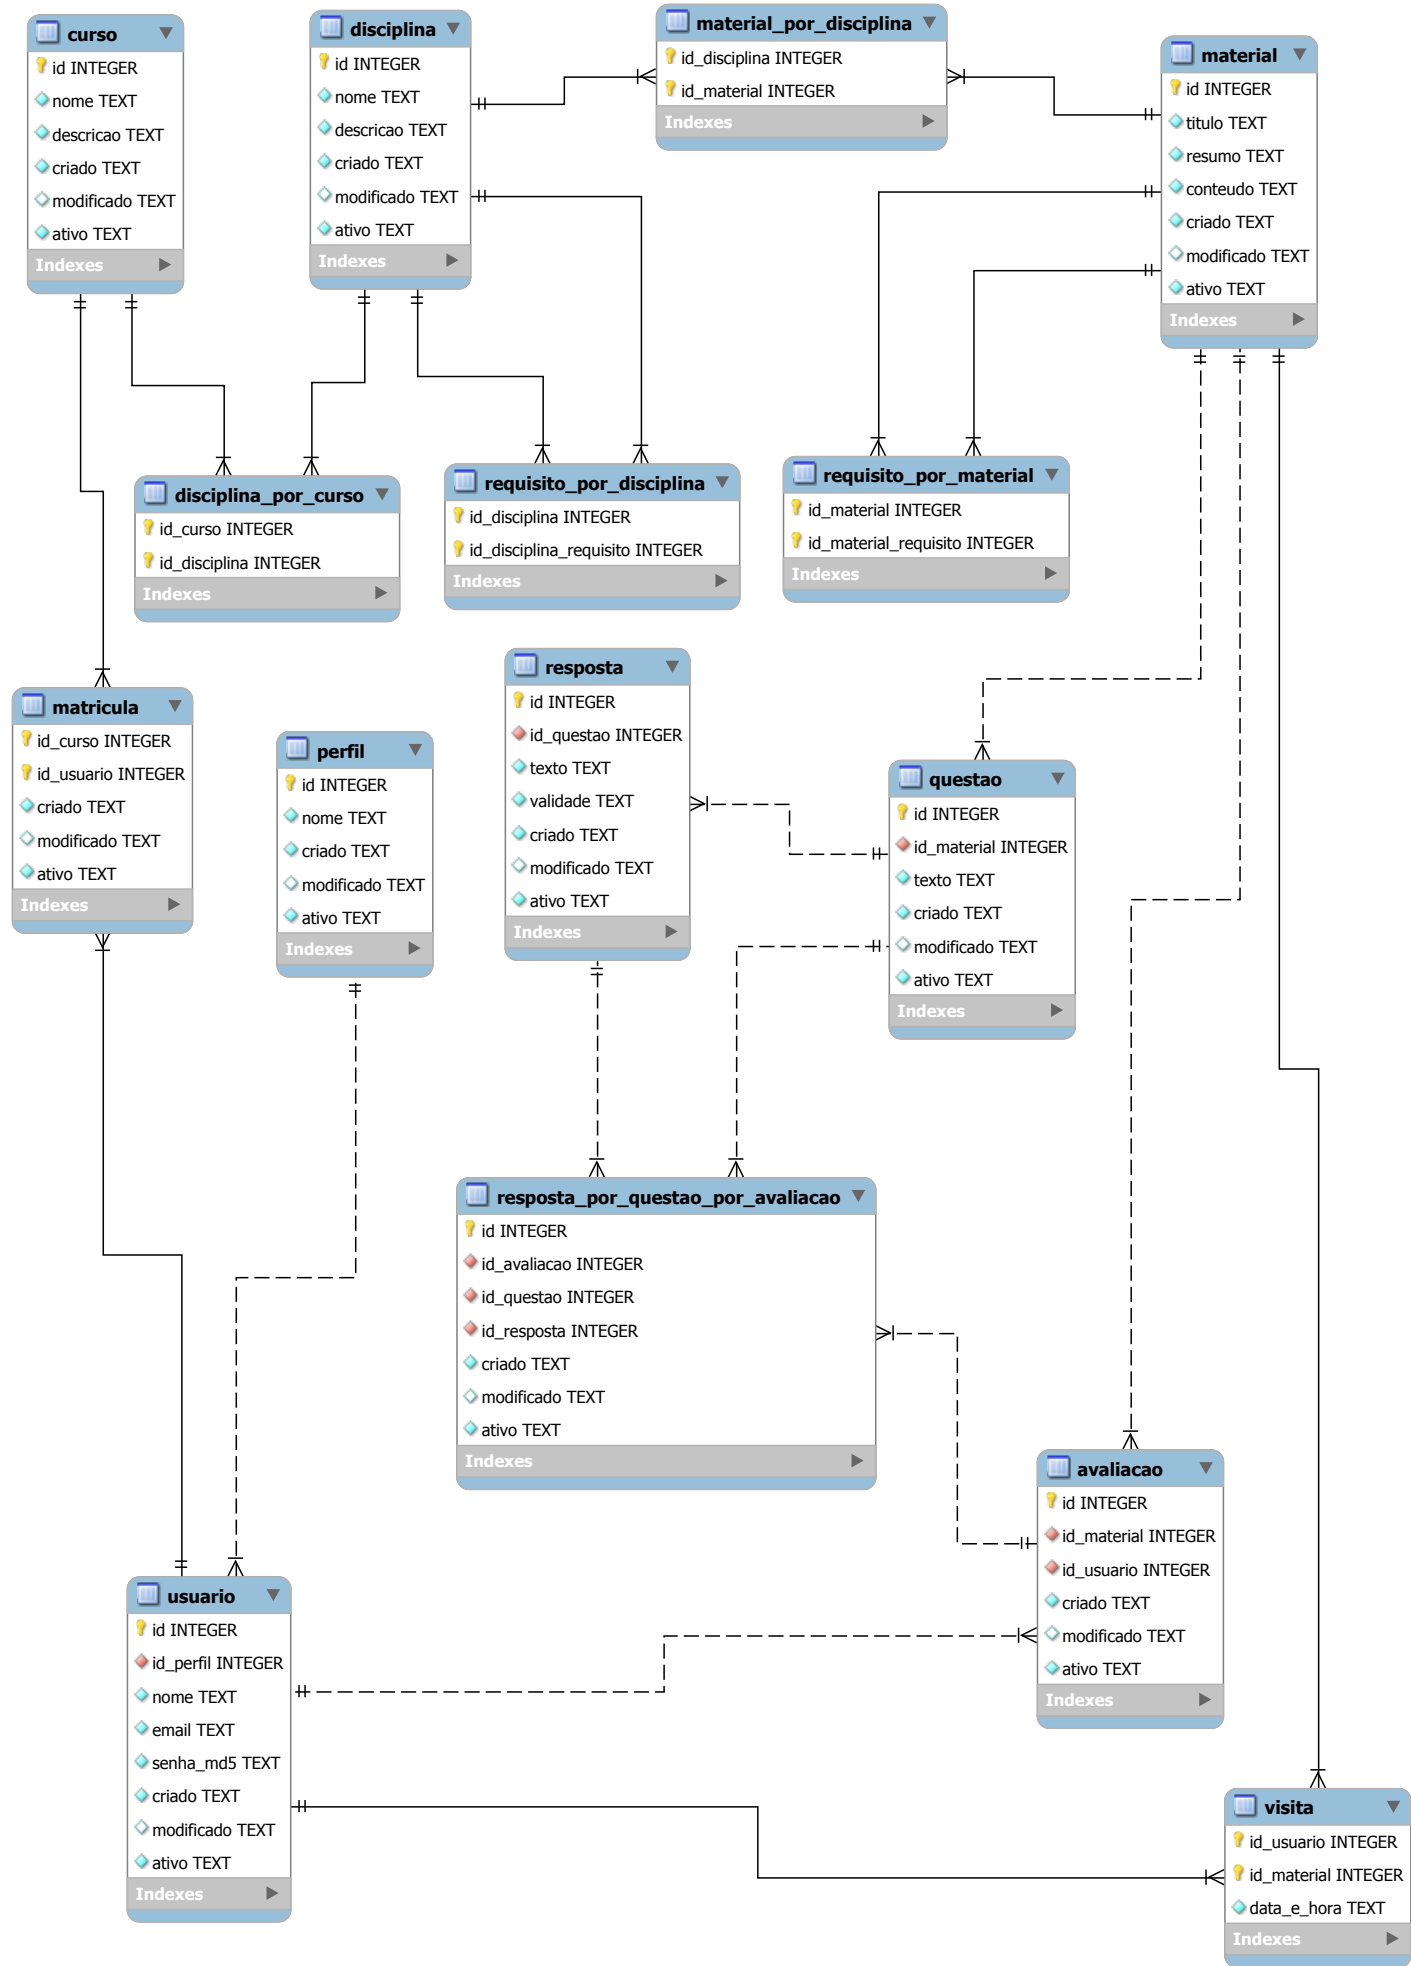 curso
id INTEGER
nome TEXT
descricao TEXT
criado TEXT
modificado TEXT
ativo TEXT
Indexes
disciplina
id INTEGER
nome TEXT
descricao TEXT
criado TEXT
modificado TEXT
ativo TEXT
Indexes
material_por_disciplina
id_disciplina INTEGER
id_material INTEGER
Indexes
material
id INTEGER
titulo TEXT
resumo TEXT
conteudo TEXT
criado TEXT
modificado TEXT
ativo TEXT
Indexes
disciplina_por_curso
id_curso INTEGER
id_disciplina INTEGER
Indexes
requisito_por_disciplina
id_disciplina INTEGER
id_disciplina_requisito INTEGER
Indexes
requisito_por_material
id_material INTEGER
id_material_requisito INTEGER
Indexes
matricula
id_curso INTEGER
id_usuario INTEGER
criado TEXT
modificado TEXT
ativo TEXT
Indexes
perfil
id INTEGER
nome TEXT
criado TEXT
modificado TEXT
ativo TEXT
Indexes
resposta
id INTEGER
id_questao INTEGER
texto TEXT
validade TEXT
criado TEXT
modificado TEXT
ativo TEXT
Indexes
questao
id INTEGER
id_material INTEGER
texto TEXT
criado TEXT
modificado TEXT
ativo TEXT
Indexes
resposta_por_questao_por_avaliacao
id INTEGER
id_avaliacao INTEGER
id_questao INTEGER
id_resposta INTEGER
criado TEXT
modificado TEXT
ativo TEXT
Indexes
avaliacao
id INTEGER
id_material INTEGER
id_usuario INTEGER
criado TEXT
modificado TEXT
ativo TEXT
Indexes
usuario
id INTEGER
id_perfil INTEGER
nome TEXT
email TEXT
senha_md5 TEXT
criado TEXT
modificado TEXT
ativo TEXT
Indexes
visita
id_usuario INTEGER
id_material INTEGER
data_e_hora TEXT
Indexes